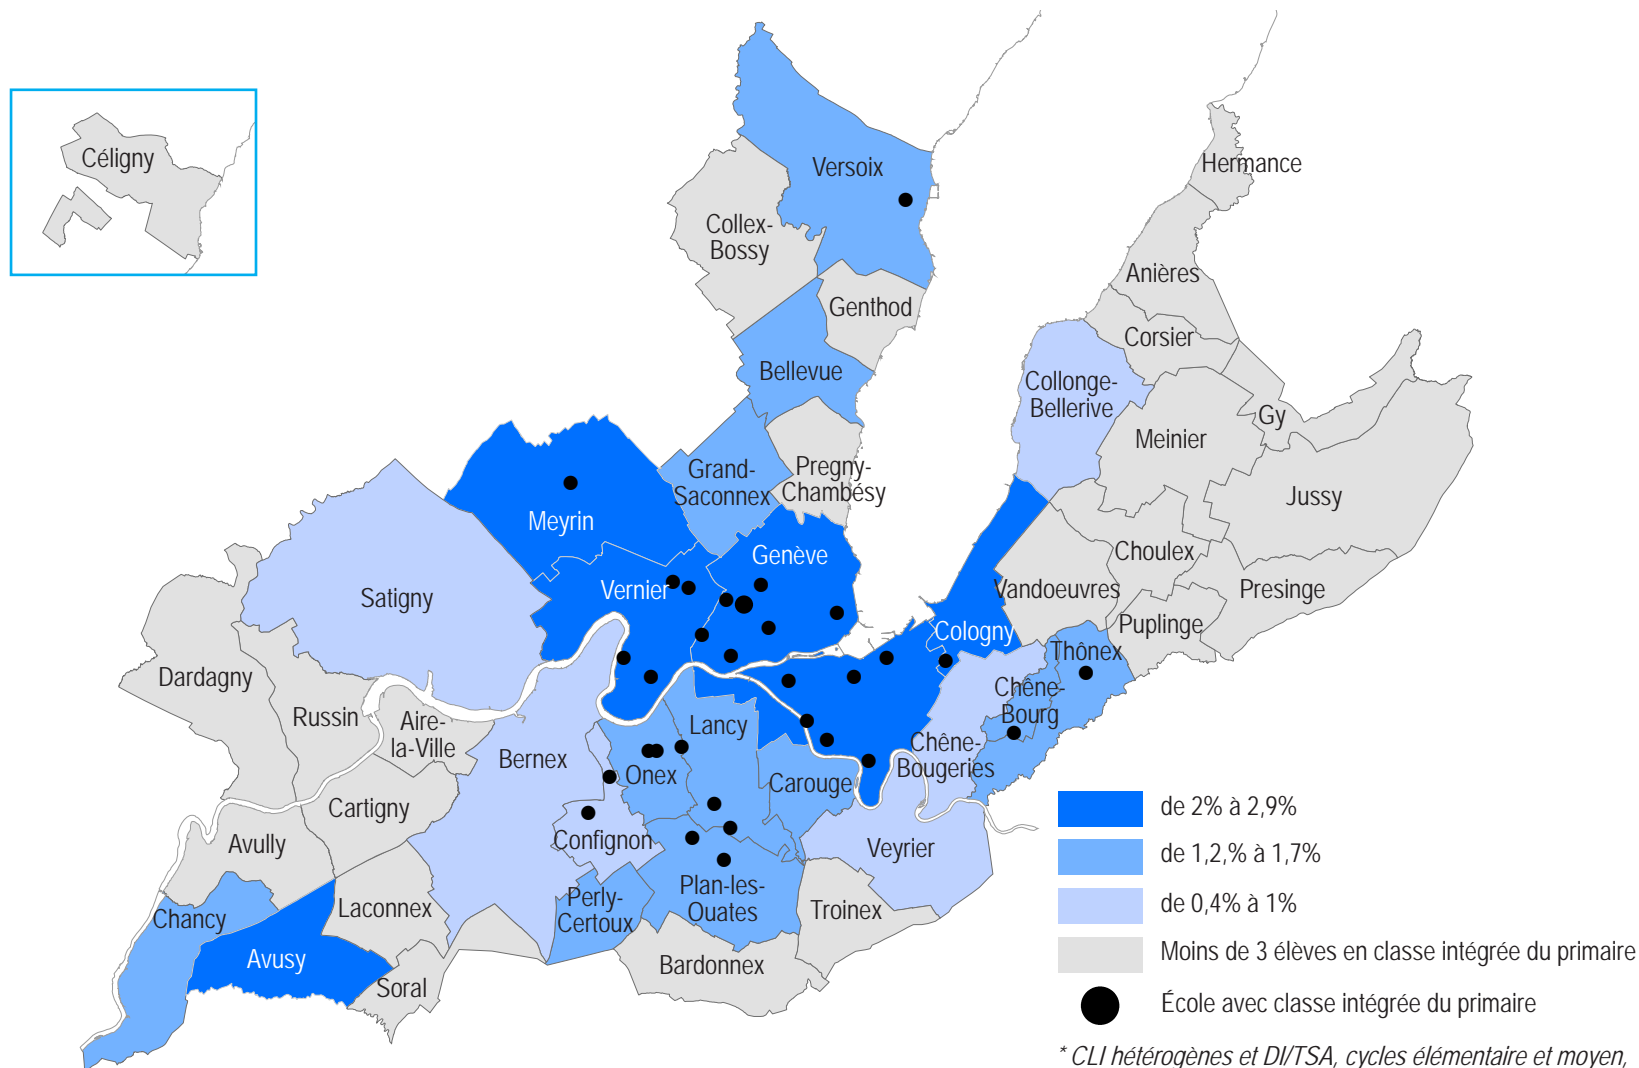 Céligny
Versoix
Hermance
Collex-
Bossy
Anières
Genthod
Corsier
Bellevue
Collonge-
Bellerive
Gy
Meinier
Grand-
Saconnex
Pregny-
Chambésy
Jussy
Meyrin
Genève
Choulex
Vernier
Vandoeuvres
Presinge
Satigny
Puplinge
Cologny
Thônex
Dardagny
Chêne-
Bourg
Russin
Aire-
la-Ville
Lancy
Bernex
Chêne-
Bougeries
Onex
Carouge
Cartigny
Confignon
Avully
Veyrier
Plan-les-
Ouates
Perly-
Certoux
Laconnex
Troinex
Chancy
Avusy
Bardonnex
Soral
de 2% à 2,9%
de 1,2,% à 1,7%
de 0,4% à 1%
Moins de 3 élèves en classe intégrée du primaire
École avec classe intégrée du primaire
* CLI hétérogènes et DI/TSA, cycles élémentaire et moyen,